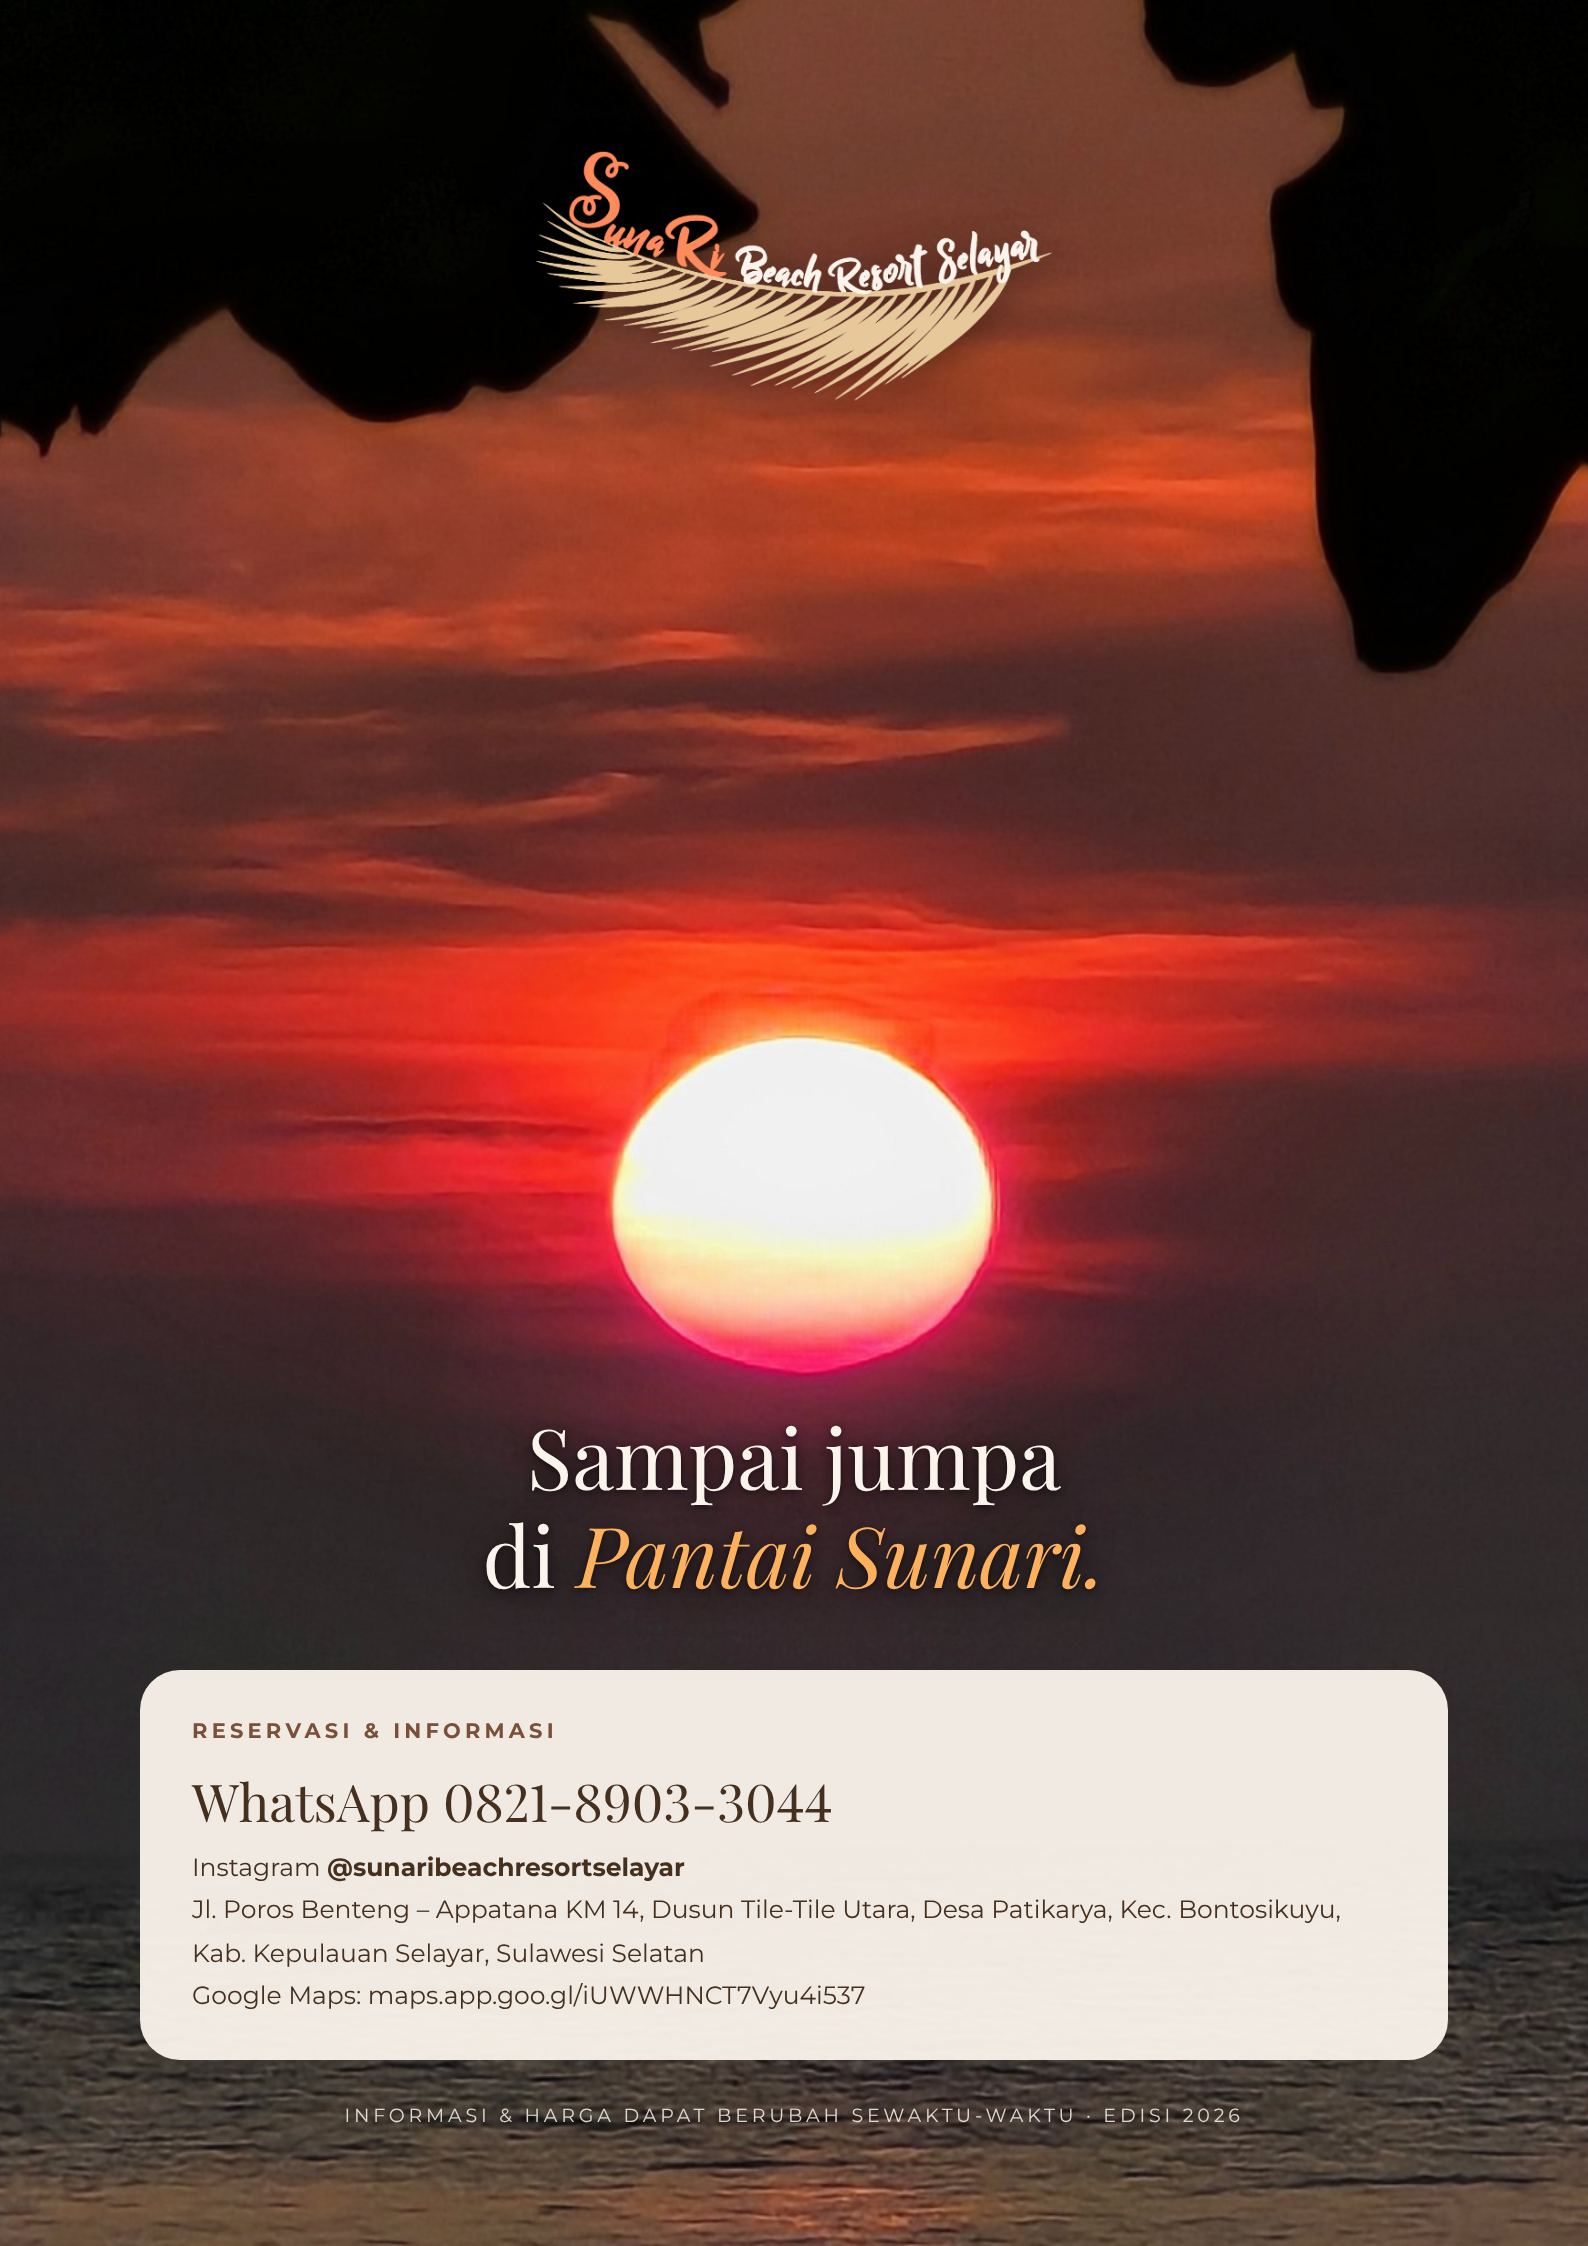 SunaRi Beach Resort Selayar
Sampai jumpa
di Pantai Sunari.
RESERVASI & INFORMASI
WhatsApp 0821-8903-3044
Instagram @sunaribeachresortselayar
Jl. Poros Benteng – Appatana KM 14, Dusun Tile-Tile Utara, Desa Patikarya, Kec. Bontosikuyu,
Kab. Kepulauan Selayar, Sulawesi Selatan
Google Maps: maps.app.goo.gl/iUWWHNCT7Vyu4i537
INFORMASI & HARGA DAPAT BERUBAH SEWAKTU-WAKTU · EDISI 2026